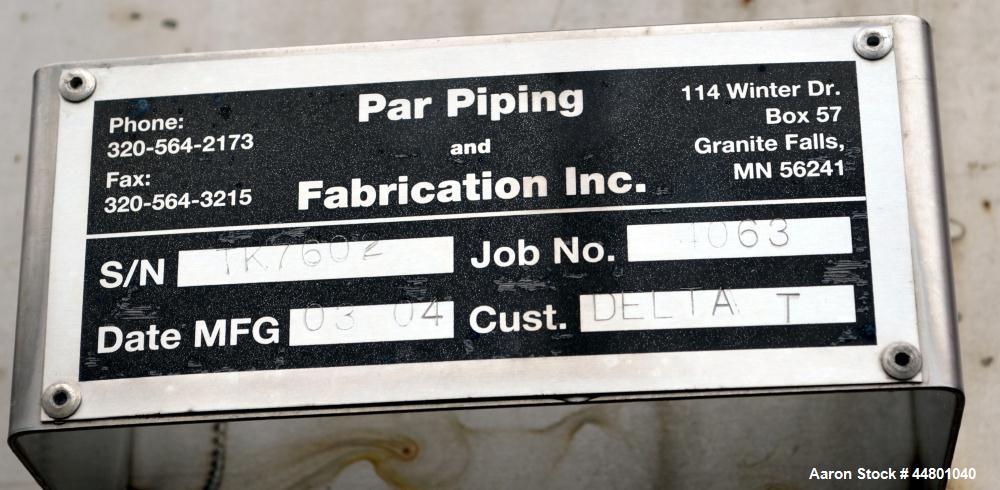 Phone:
320-564-2173
Fax:
320-564-3215
Par Piping
and
Fabrication Inc.
114 Winter Dr.
Box 57
Granite Falls,
MN 56241
S/N TK7602
Job No. 4063
Date MFG 03 04
Cust. DELTA T
Aaron Stock # 44801040